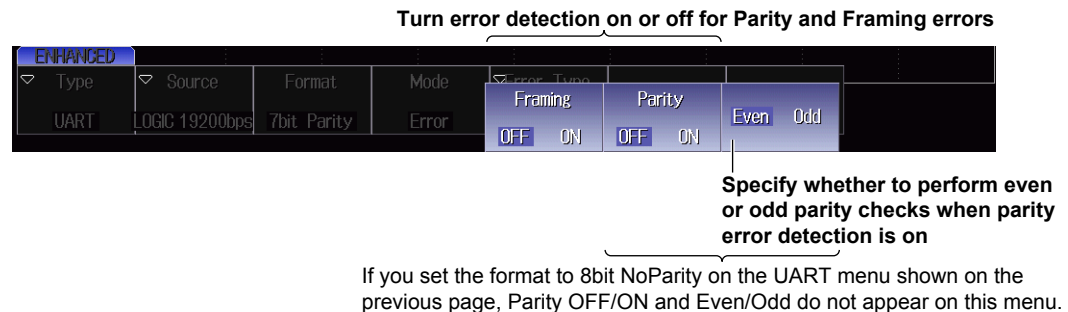 Turn error detection on or off for Parity and Framing errors
ENHANCED
Type Source Format Mode Error Type
Framing Parity
Even Odd
UART LOGIC 19200bps 7bit Parity Error
OFF ON OFF ON
Specify whether to perform even
or odd parity checks when parity
error detection is on
If you set the format to 8bit NoParity on the UART menu shown on the
previous page, Parity OFF/ON and Even/Odd do not appear on this menu.